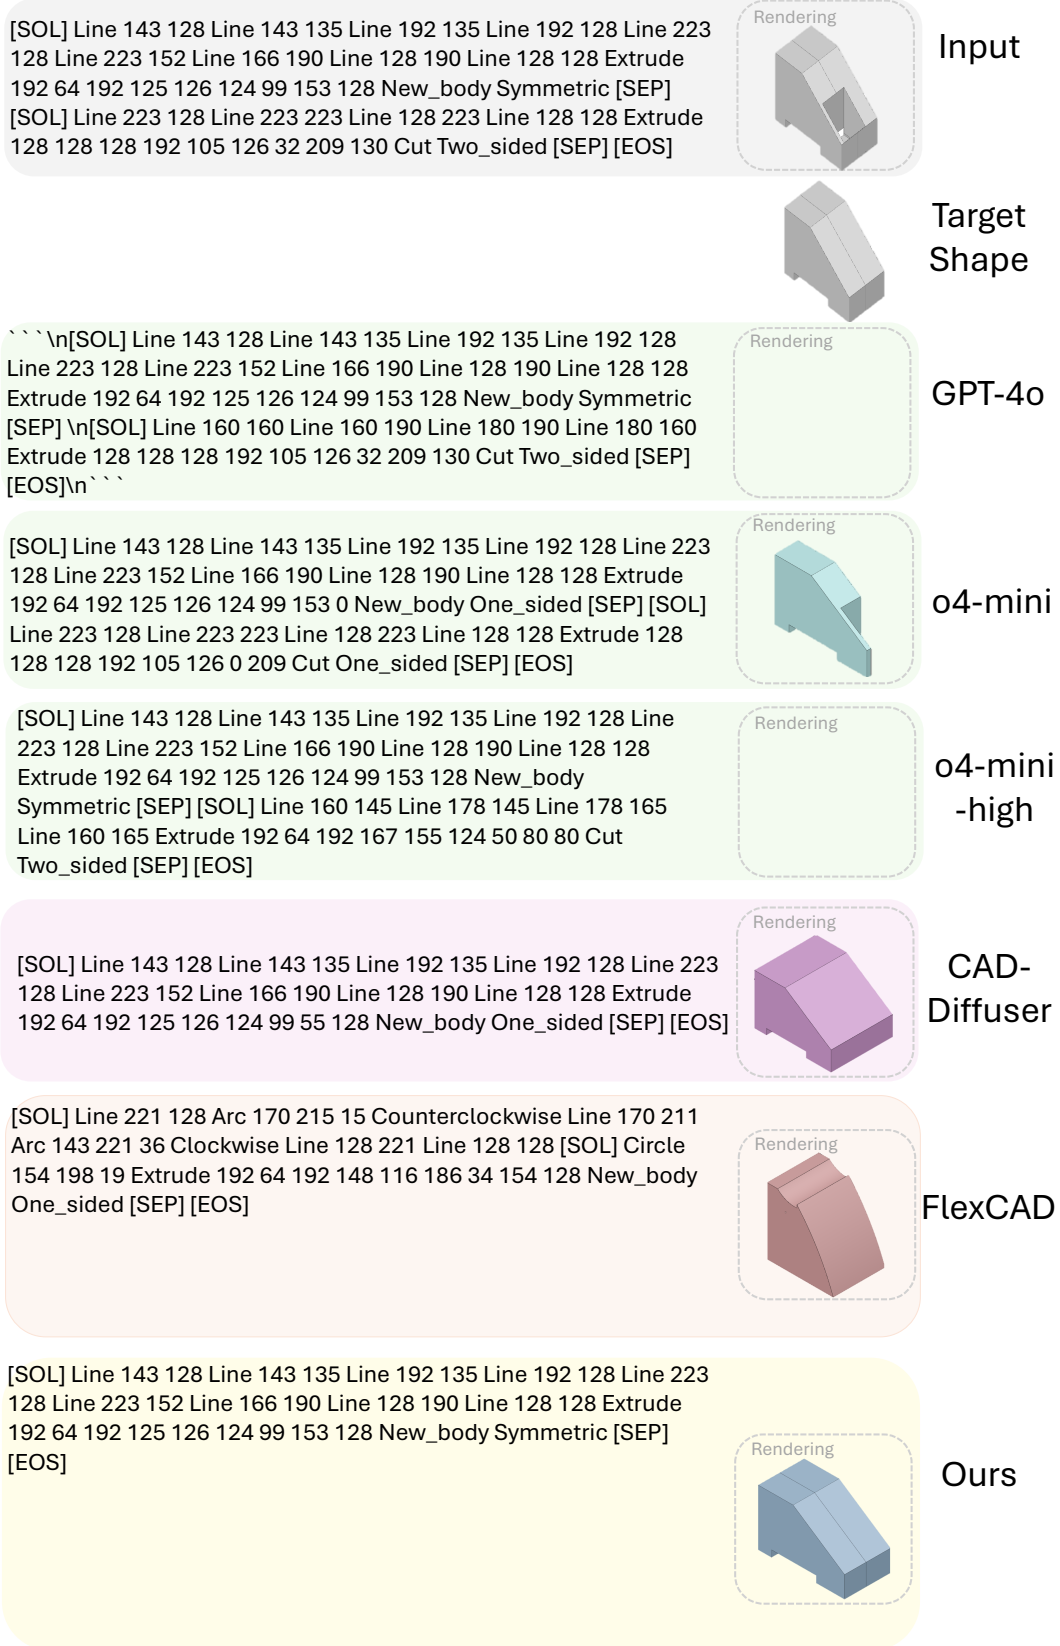 [SOL] Line 143 128 Line 143 135 Line 192 135 Line 192 128 Line 223
128 Line 223 152 Line 166 190 Line 128 190 Line 128 128 Extrude
192 64 192 125 126 124 99 153 128 New_body Symmetric [SEP]
[SOL] Line 223 128 Line 223 223 Line 128 223 Line 128 128 Extrude
128 128 128 192 105 126 32 209 130 Cut Two_sided [SEP] [EOS]
Rendering
Input
Target
Shape
```\n[SOL] Line 143 128 Line 143 135 Line 192 135 Line 192 128
Line 223 128 Line 223 152 Line 166 190 Line 128 190 Line 128 128
Extrude 192 64 192 125 126 124 99 153 128 New_body Symmetric
[SEP] \n[SOL] Line 160 160 Line 160 190 Line 180 190 Line 180 160
Extrude 128 128 128 192 105 126 32 209 130 Cut Two_sided [SEP]
[EOS]\n```
Rendering
GPT-4o
[SOL] Line 143 128 Line 143 135 Line 192 135 Line 192 128 Line 223
128 Line 223 152 Line 166 190 Line 128 190 Line 128 128 Extrude
192 64 192 125 126 124 99 153 0 New_body One_sided [SEP] [SOL]
Line 223 128 Line 223 223 Line 128 223 Line 128 128 Extrude 128
128 128 192 105 126 0 209 Cut One_sided [SEP] [EOS]
Rendering
o4-mini
[SOL] Line 143 128 Line 143 135 Line 192 135 Line 192 128 Line
223 128 Line 223 152 Line 166 190 Line 128 190 Line 128 128
Extrude 192 64 192 125 126 124 99 153 128 New_body
Symmetric [SEP] [SOL] Line 160 145 Line 178 145 Line 178 165
Line 160 165 Extrude 192 64 192 167 155 124 50 80 80 Cut
Two_sided [SEP] [EOS]
Rendering
o4-mini
-high
[SOL] Line 143 128 Line 143 135 Line 192 135 Line 192 128 Line 223
128 Line 223 152 Line 166 190 Line 128 190 Line 128 128 Extrude
192 64 192 125 126 124 99 55 128 New_body One_sided [SEP] [EOS]
Rendering
CAD-
Diffuser
[SOL] Line 221 128 Arc 170 215 15 Counterclockwise Line 170 211
Arc 143 221 36 Clockwise Line 128 221 Line 128 128 [SOL] Circle
154 198 19 Extrude 192 64 192 148 116 186 34 154 128 New_body
One_sided [SEP] [EOS]
Rendering
FlexCAD
[SOL] Line 143 128 Line 143 135 Line 192 135 Line 192 128 Line 223
128 Line 223 152 Line 166 190 Line 128 190 Line 128 128 Extrude
192 64 192 125 126 124 99 153 128 New_body Symmetric [SEP]
[EOS]
Rendering
Ours